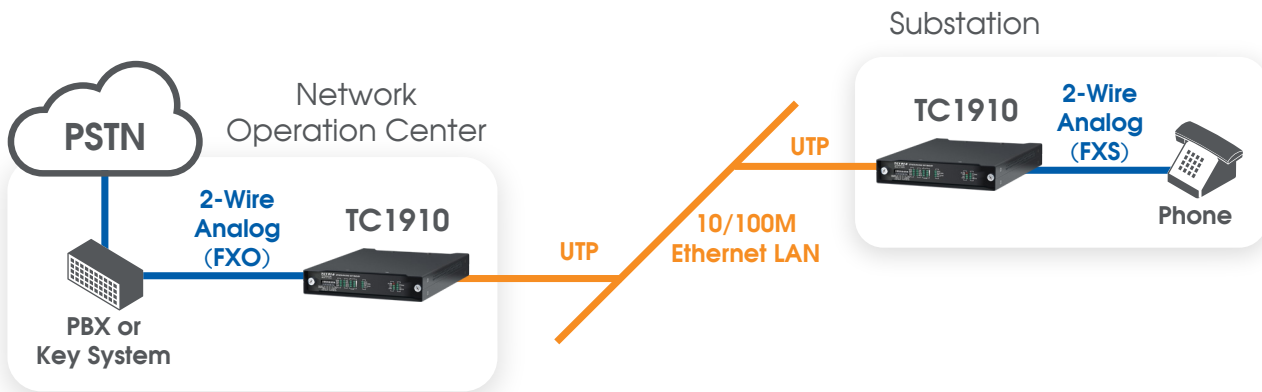 Substation
PSTN
Network
Operation Center
2-Wire
Analog
(FXO)
TC1910
PBX or
Key System
UTP
10/100M
Ethernet LAN
UTP
TC1910
2-Wire
Analog
(FXS)
Phone